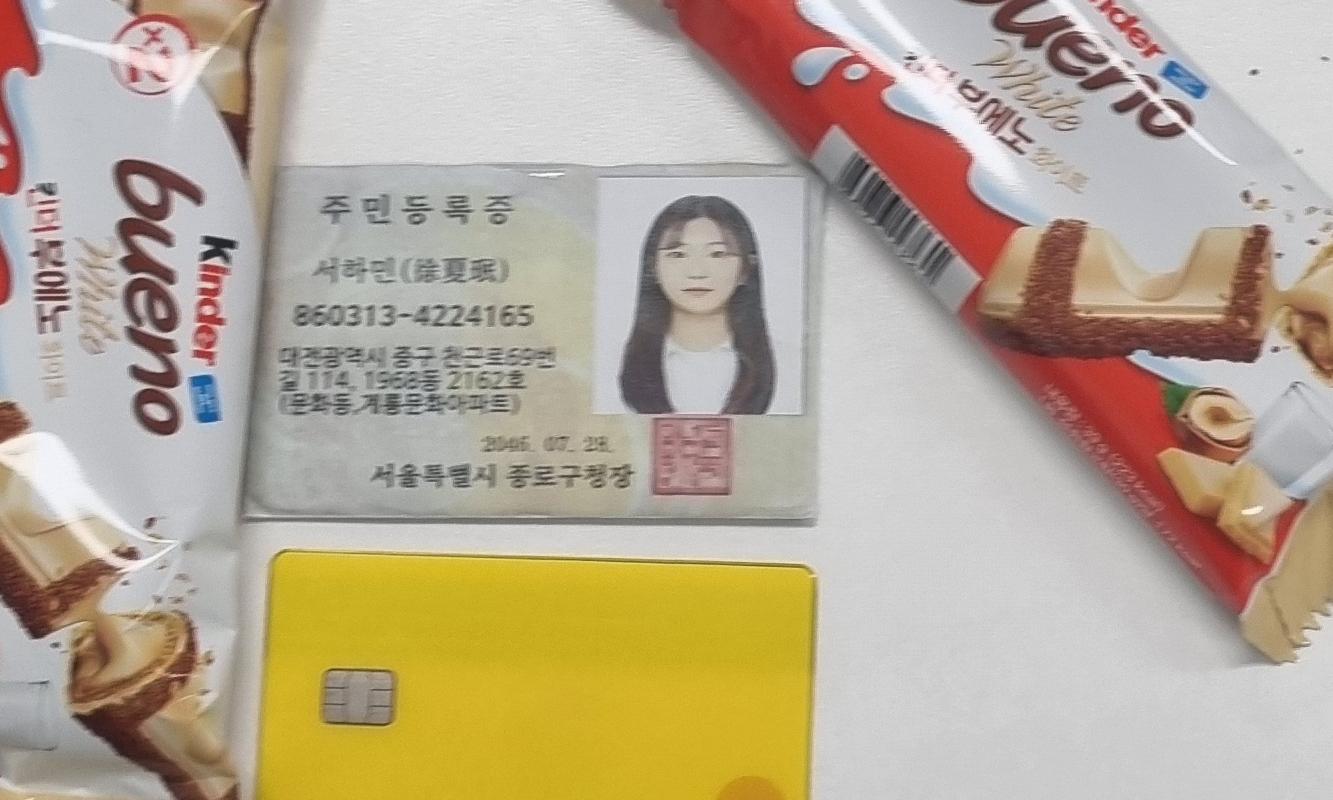 ×2
kinder
bueno
White
킨더 부에노 화이트
kinder
bueno
White
킨더 부에노 화이트
주민등록증
서하민(徐夏珉)
860313-4224165
대전광역시 중구 천근로69번
길 114, 1968동 2162호
(문화동,계룡문화아파트)
2046. 07. 28.
서울특별시 종로구청장